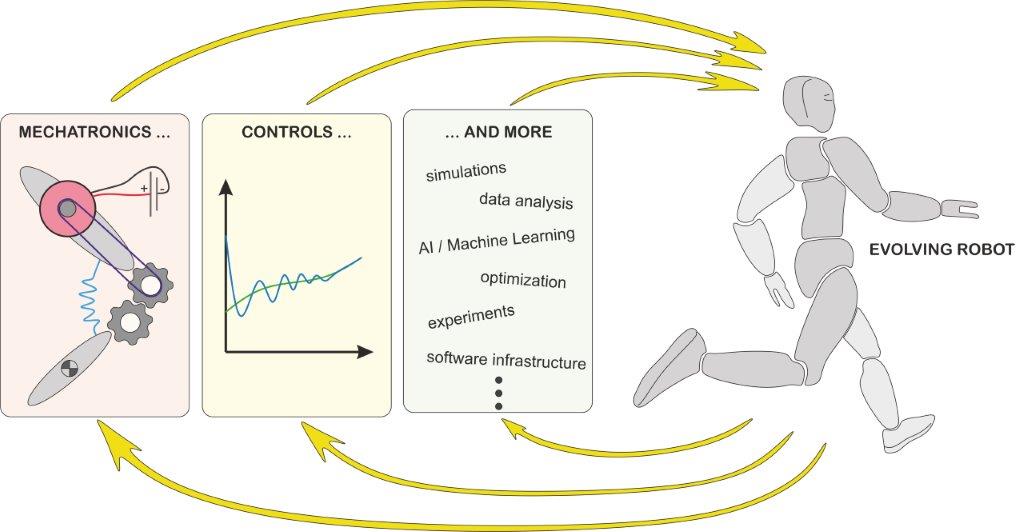 MECHATRONICS ...
+ -
CONTROLS ...
... AND MORE
simulations
data analysis
AI / Machine Learning
optimization
experiments
software infrastructure
EVOLVING ROBOT